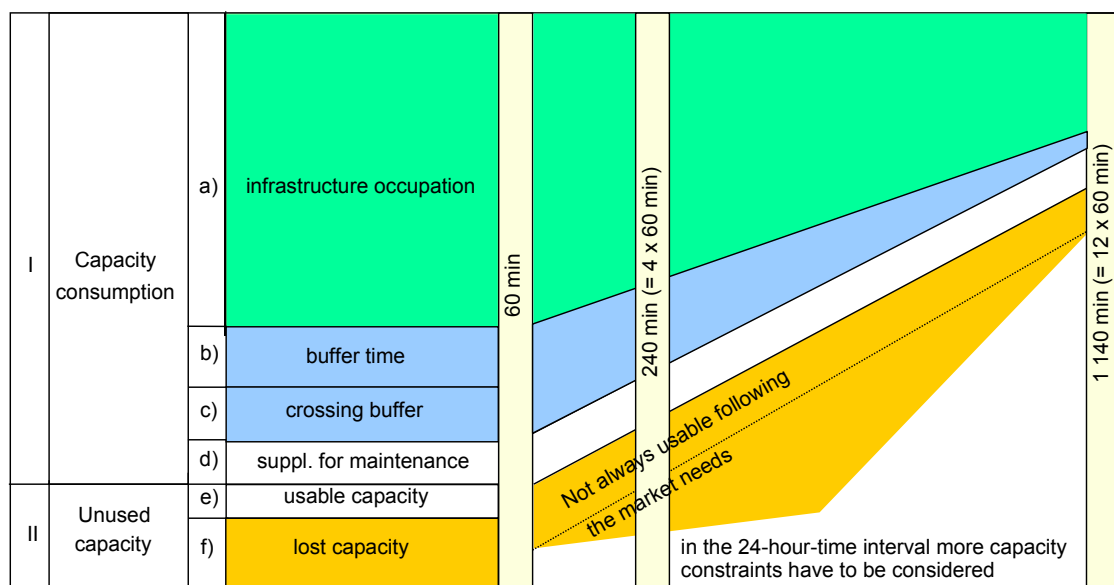 I
Capacity
consumption
a)
infrastructure occupation
b)
buffer time
c)
crossing buffer
d)
suppl. for maintenance
II
Unused
capacity
e)
usable capacity
f)
lost capacity
60 min
240 min (= 4 x 60 min)
1 140 min (= 12 x 60 min)
Not always usable following
the market needs
in the 24-hour-time interval more capacity
constraints have to be considered